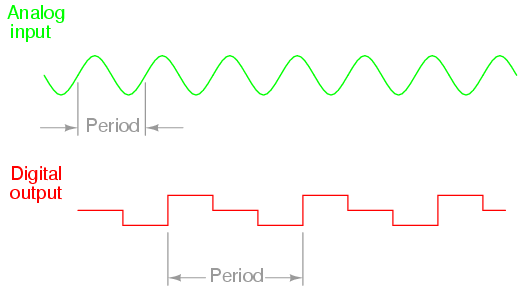 Analog
input
Period
Digital
output
Period